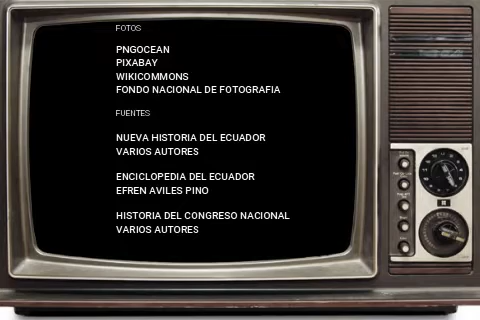 FOTOS
PNGOCEAN
PIXABAY
WIKICOMMONS
FONDO NACIONAL DE FOTOGRAFIA
FUENTES
NUEVA HISTORIA DEL ECUADOR
VARIOS AUTORES
ENCICLOPEDIA DEL ECUADOR
EFREN AVILES PINO
HISTORIA DEL CONGRESO NACIONAL
VARIOS AUTORES